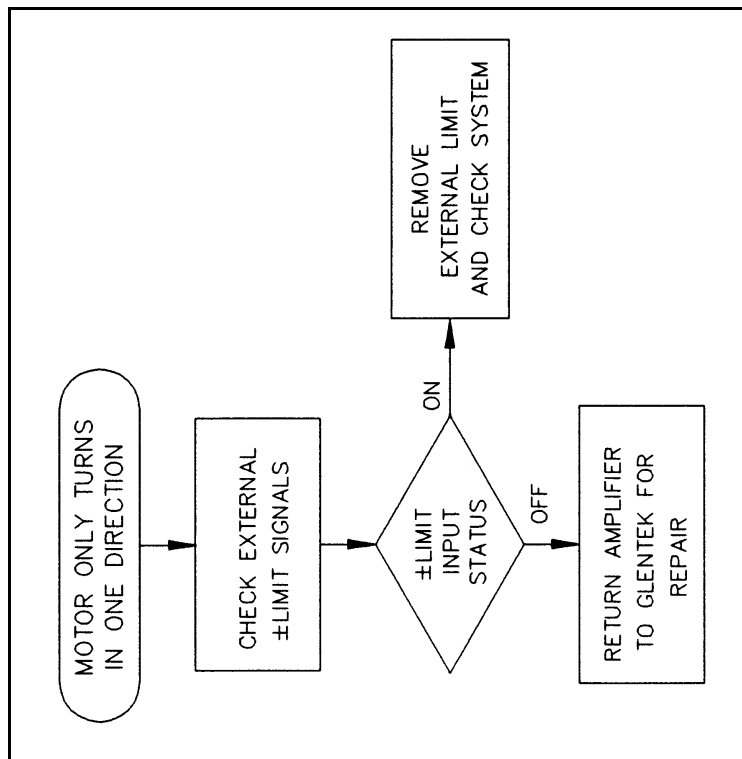 MOTOR ONLY TURNS
IN ONE DIRECTION
CHECK EXTERNAL
±LIMIT SIGNALS
±LIMIT
INPUT
STATUS
ON
REMOVE
EXTERNAL LIMIT
AND CHECK SYSTEM
OFF
RETURN AMPLIFIER
TO GLENTEK FOR
REPAIR